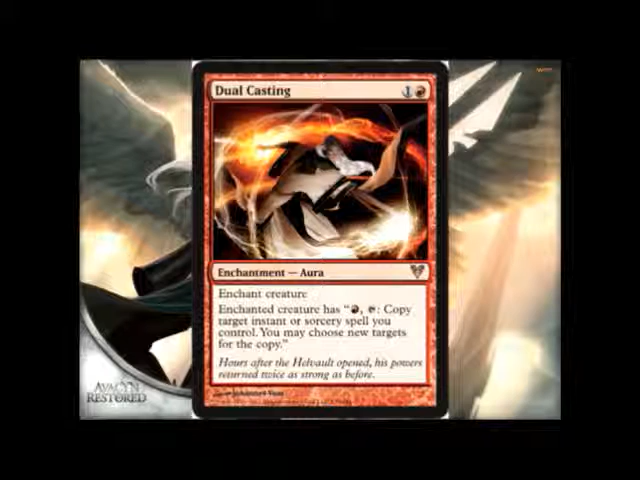 Dual Casting
1
Enchantment — Aura
Enchant creature
Enchanted creature has “
, 
: Copy
target instant or sorcery spell you
control. You may choose new targets
for the copy.”
Hours after the Helvault opened, his powers
returned twice as strong as before.
AVACYN
RESTORED